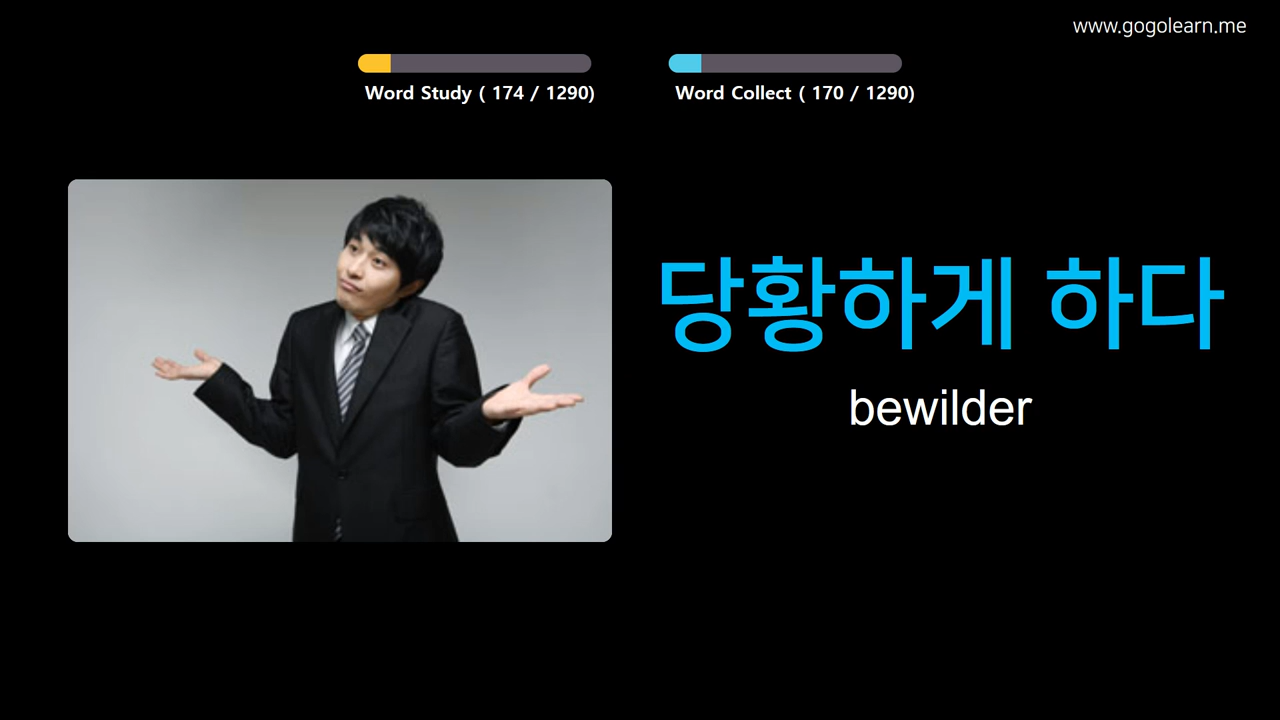 www.gogolearn.me
Word Study ( 174 / 1290)
Word Collect ( 170 / 1290)
당황하게 하다
bewilder